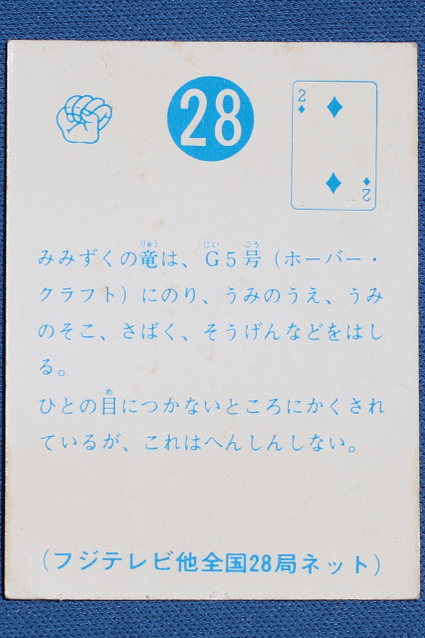 28
2
2
みみずくの竜は、G5号(ホーバー・
クラフト)にのり、うみのうえ、うみ
のそこ、さばく、そうげんなどをはし
る。
ひとの目につかないところにかくされ
ているが、これはへんしんしない。
(フジテレビ他全国28局ネット)